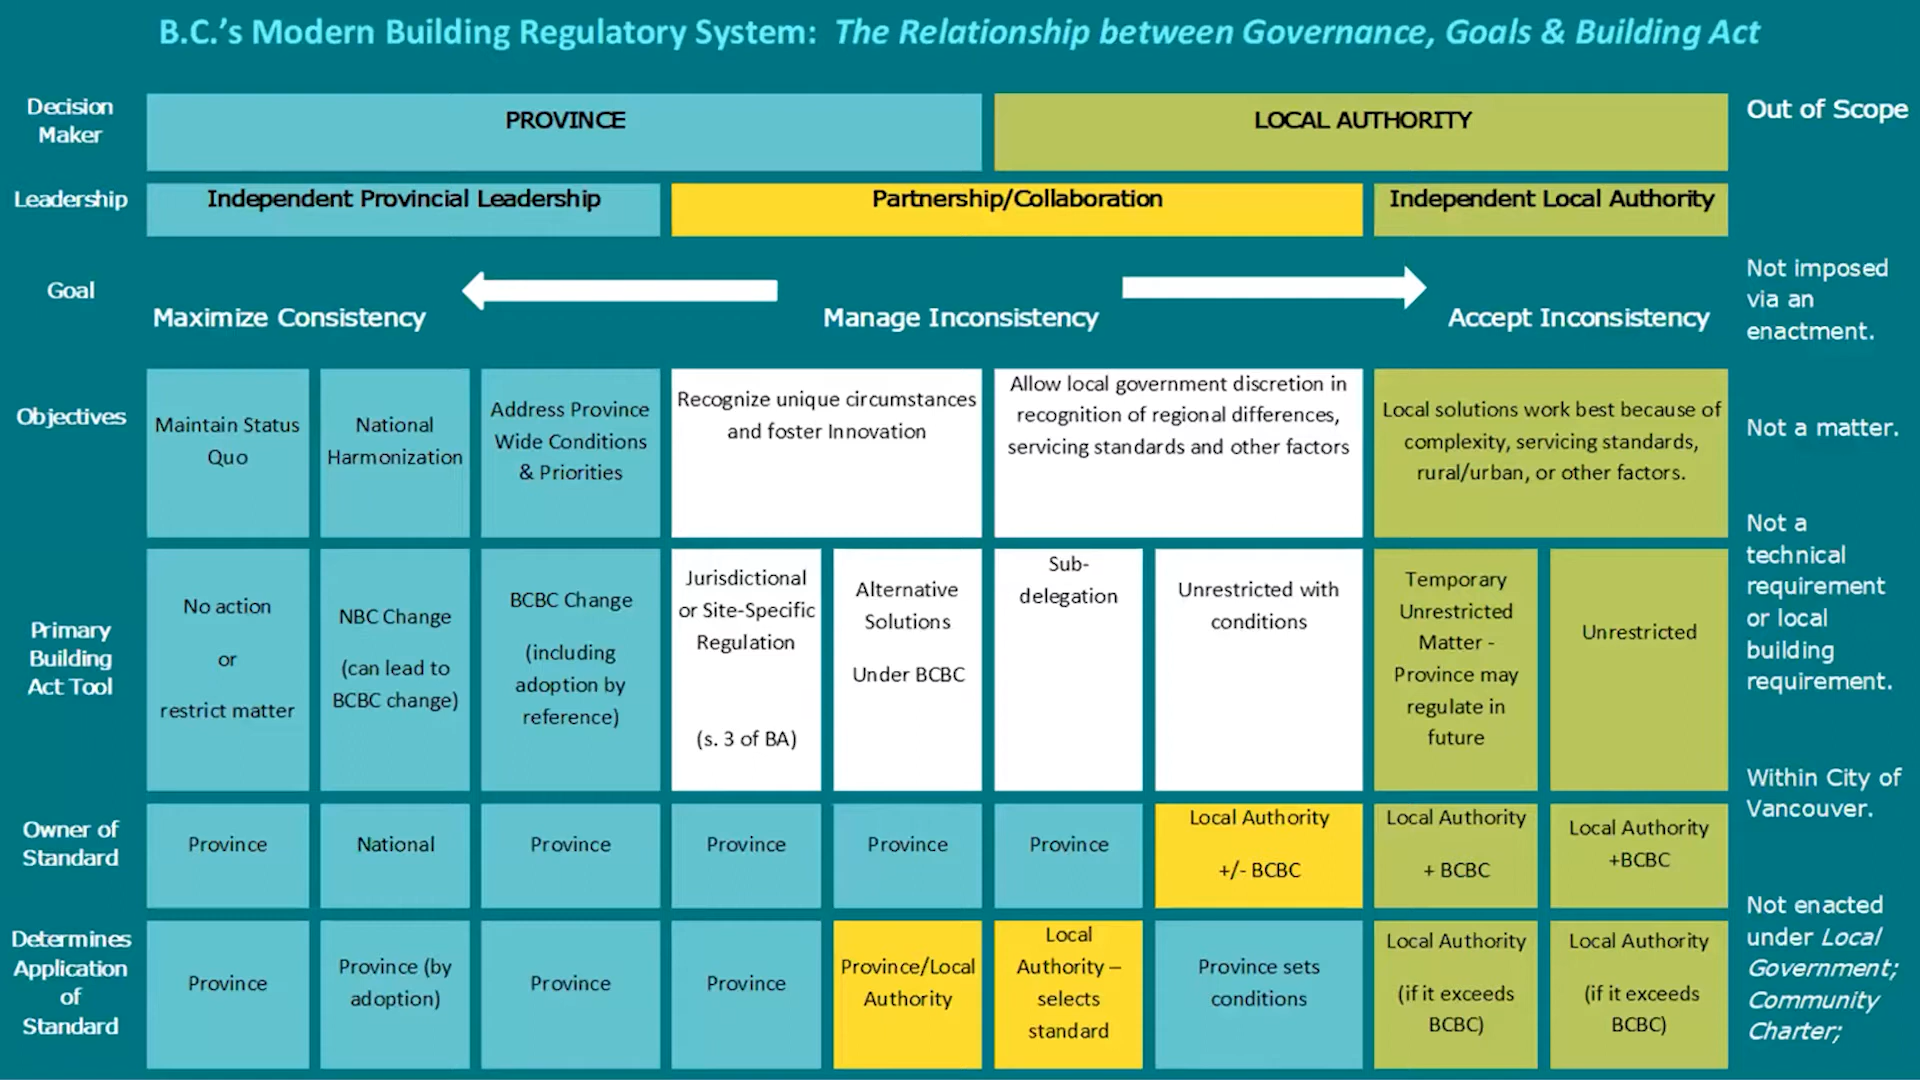 B.C.’s Modern Building Regulatory System:  The Relationship between Governance, Goals & Building Act
Decision
Maker
PROVINCE
LOCAL AUTHORITY
Out of Scope
Leadership
Independent Provincial Leadership
Partnership/Collaboration
Independent Local Authority
Goal
Maximize Consistency
Manage Inconsistency
Accept Inconsistency
Not imposed
via an
enactment.
Objectives
Maintain Status
Quo
National
Harmonization
Address Province
Wide Conditions
& Priorities
Recognize unique circumstances
and foster Innovation
Allow local government discretion in
recognition of regional differences,
servicing standards and other factors
Local solutions work best because of
complexity, servicing standards,
rural/urban, or other factors.
Not a matter.
Primary
Building
Act Tool
No action
or
restrict matter
NBC Change
(can lead to
BCBC change)
BCBC Change
(including
adoption by
reference)
Jurisdictional
or Site-Specific
Regulation
(s. 3 of BA)
Alternative
Solutions
Under BCBC
Sub-
delegation
Unrestricted with
conditions
Temporary
Unrestricted
Matter -
Province may
regulate in
future
Unrestricted
Not a
technical
requirement
or local
building
requirement.
Owner of
Standard
Province
National
Province
Province
Province
Province
Local Authority
+/- BCBC
Local Authority
+ BCBC
Local Authority
+BCBC
Within City of
Vancouver.
Determines
Application
of
Standard
Province
Province (by
adoption)
Province
Province
Province/Local
Authority
Local
Authority –
selects
standard
Province sets
conditions
Local Authority
(if it exceeds
BCBC)
Local Authority
(if it exceeds
BCBC)
Not enacted
under Local
Government;
Community
Charter;